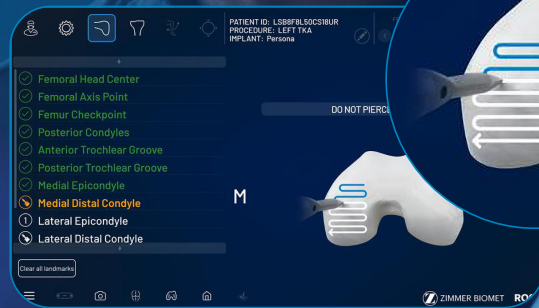 PATIENT ID: LSB8F8L50CS18UR
PROCEDURE: LEFT TKA
IMPLANT: Persona
Femoral Head Center
Femoral Axis Point
Femur Checkpoint
Posterior Condyles
Anterior Trochlear Groove
Posterior Trochlear Groove
Medial Epicondyle
Medial Distal Condyle
1 Lateral Epicondyle
Lateral Distal Condyle
Clear all landmarks
DO NOT PIERC
M
ZIMMER BIOMET